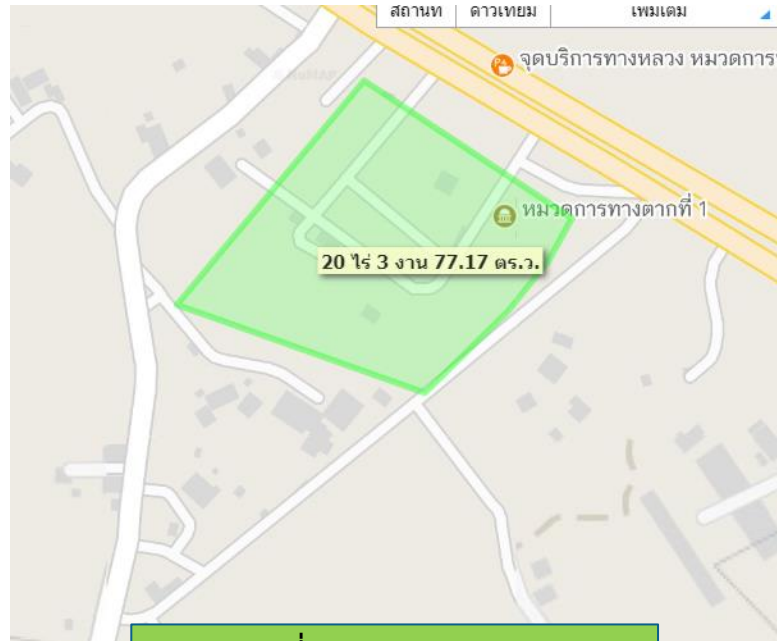 สถานที่ ดาวเทียม เพิ่มเติม
จุดบริการทางหลวง หมวดการ
หมวดการทางตากที่ 1
20 ไร่ 3 งาน 77.17 ตร.ว.